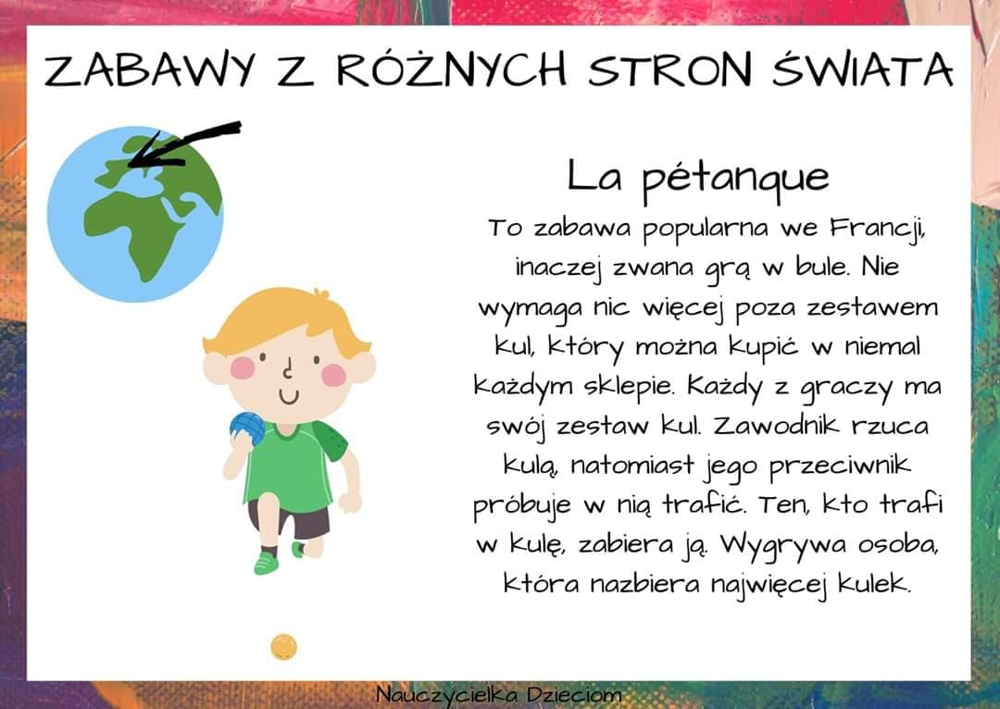 ZABAWY Z RÓŻNYCH STRON ŚWIATA
La pétanque
To zabawa popularna we Francji,
inaczej zwana grą w bule. Nie
wymaga nic więcej poza zestawem
kul, który można kupić w niemal
każdym sklepie. Każdy z graczy ma
swój zestaw kul. Zawodnik rzuca
kulą, natomiast jego przeciwnik
próbuje w nią trafić. Ten, kto trafi
w kulę, zabiera ją. Wygrywa osoba,
która nazbiera najwięcej kulek.
Nauczycielka Dzieciom